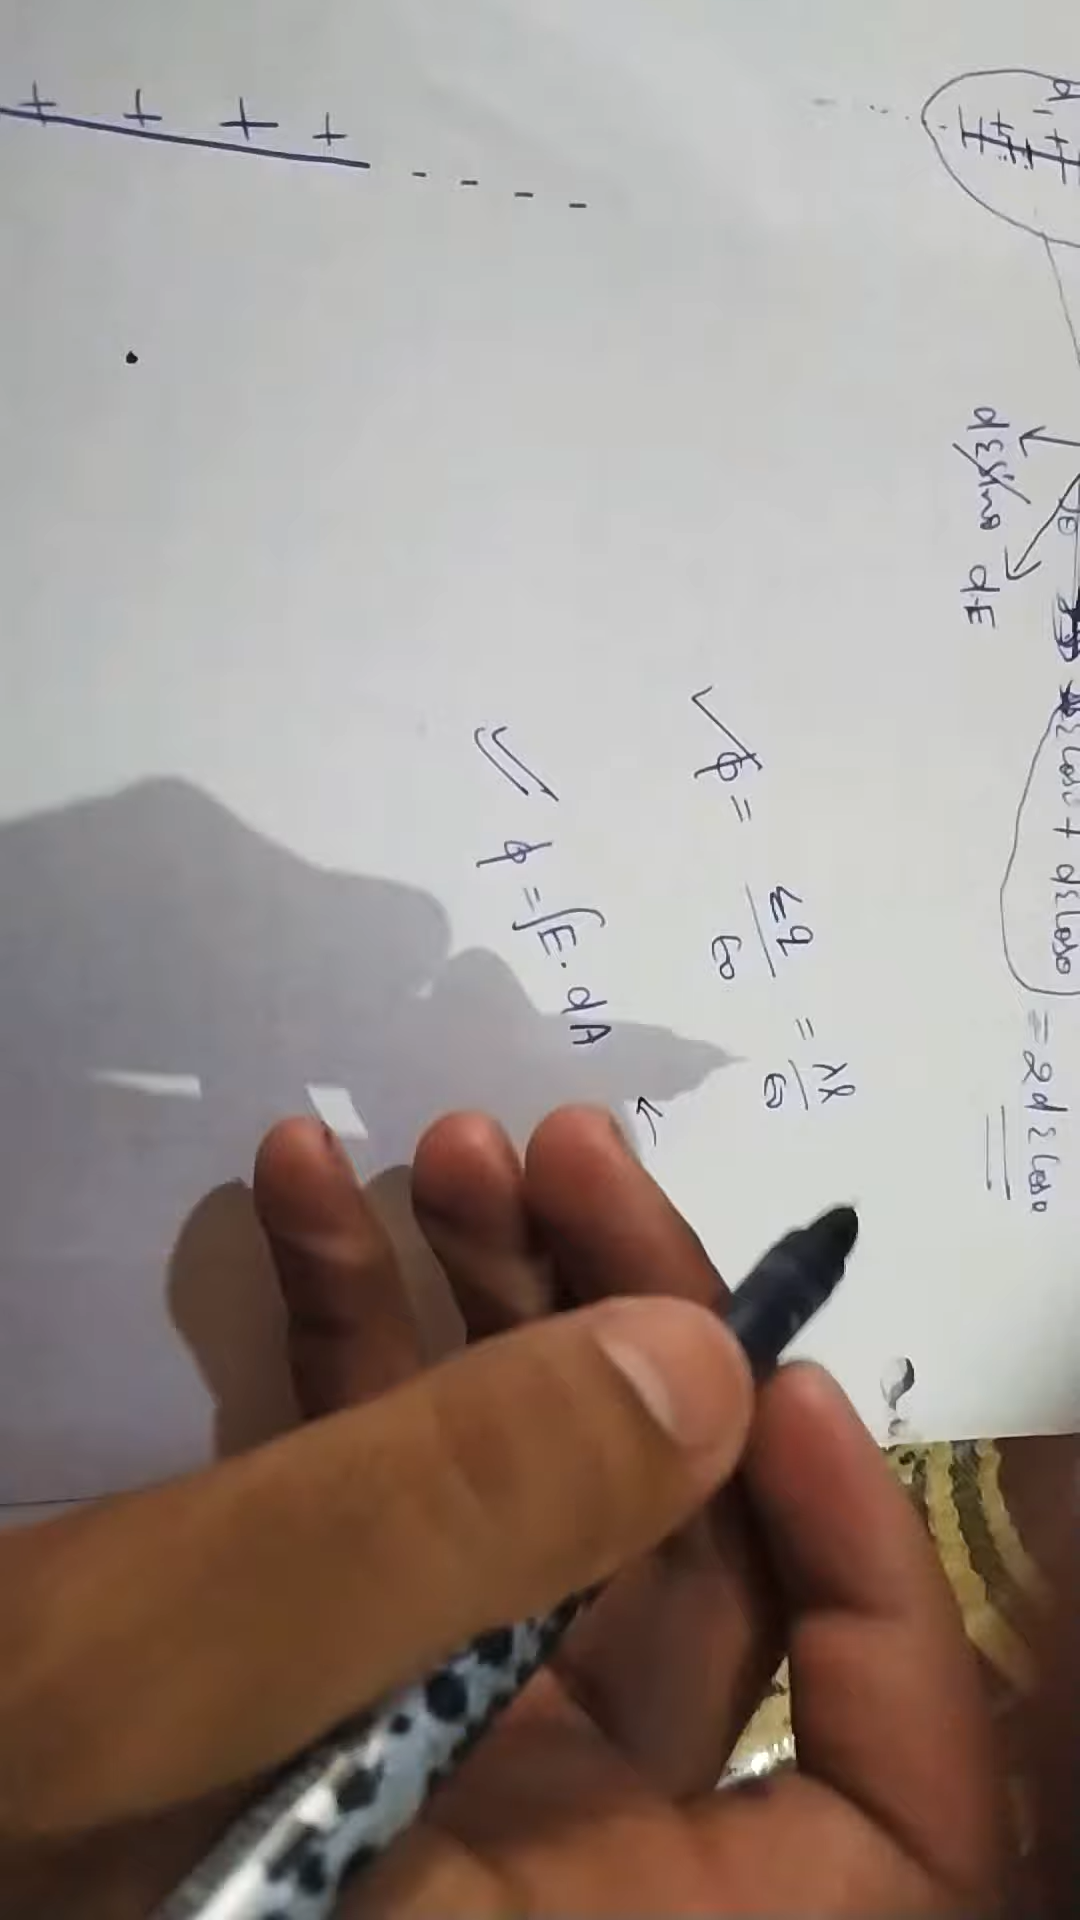 + + + + - - - -
dE sinθ dE
dE cosθ + dE cosθ = 2dE cosθ
ϕ = Σq/ε₀ = λl/ε₀
ϕ = ∫E. dA